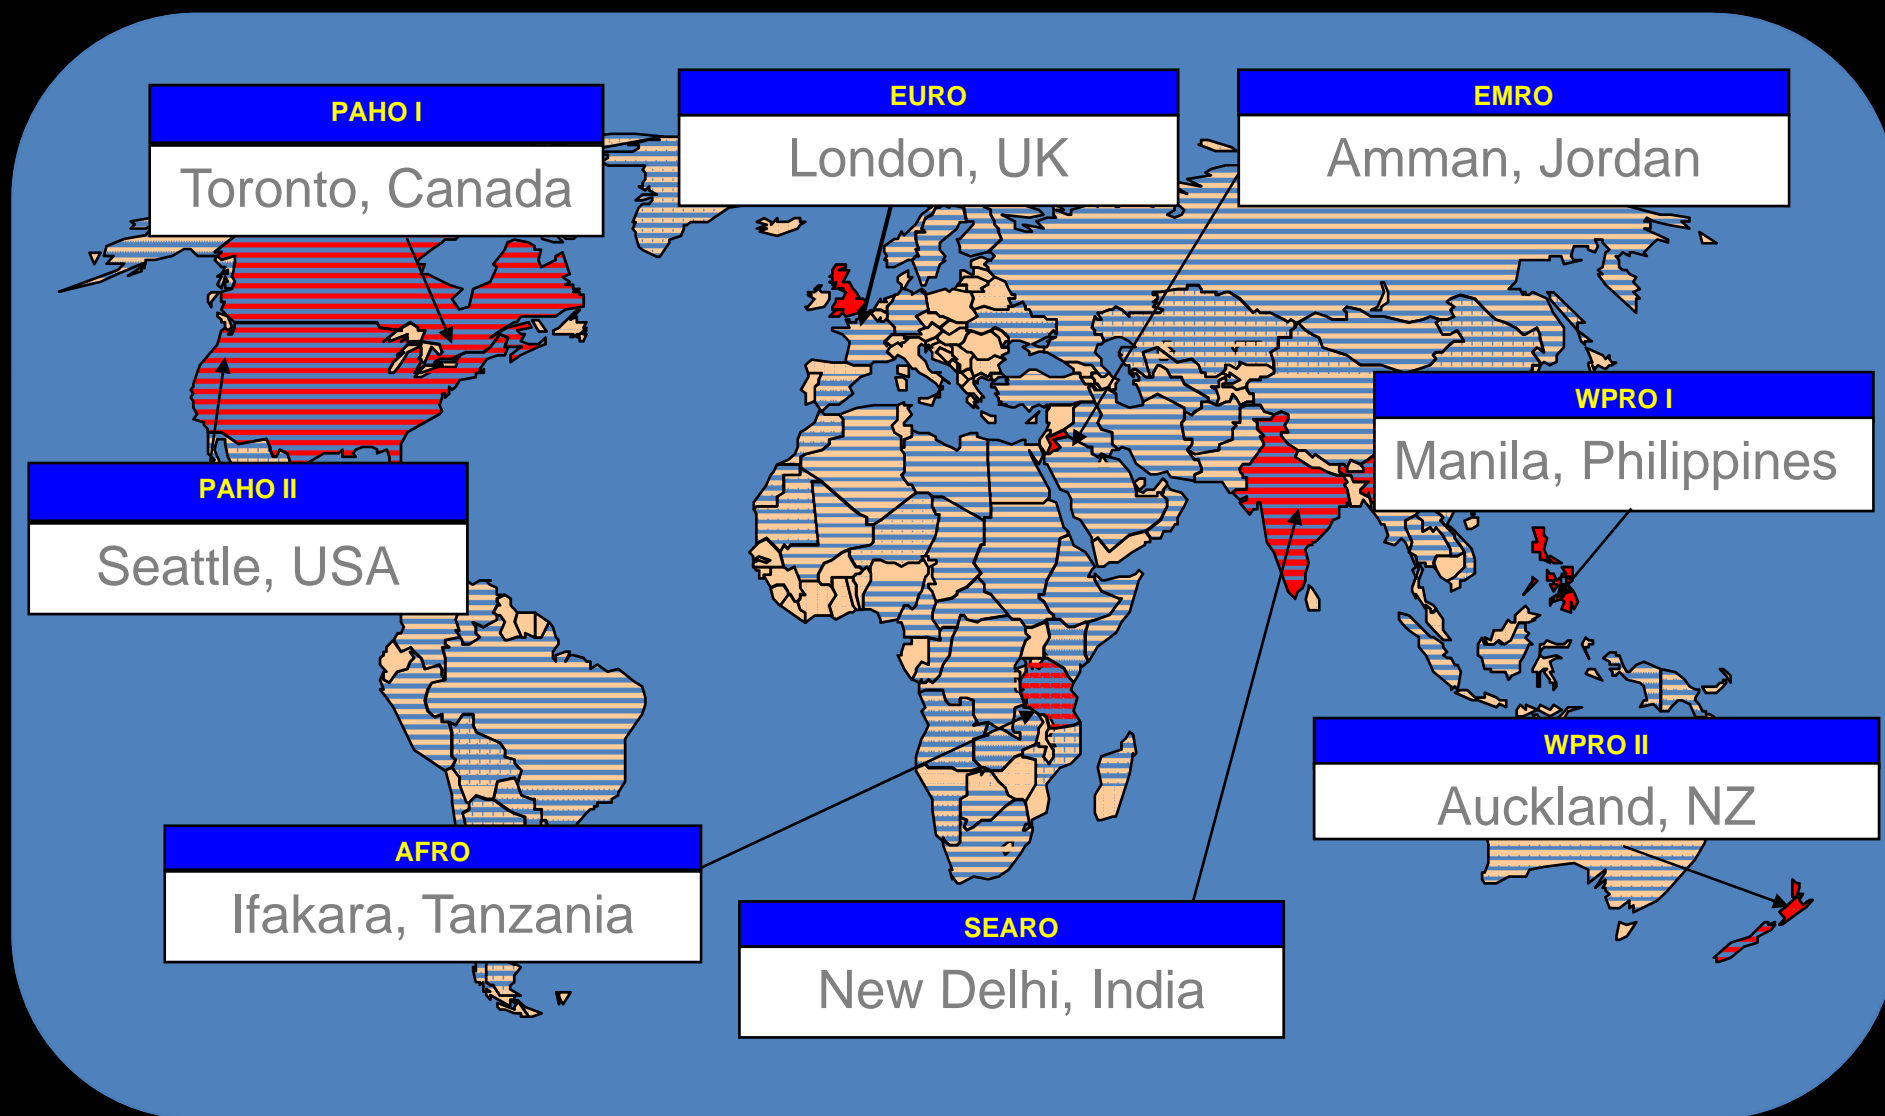 PAHO I
Toronto, Canada
EURO
London, UK
EMRO
Amman, Jordan
WPRO I
Manila, Philippines
PAHO II
Seattle, USA
WPRO II
Auckland, NZ
AFRO
Ifakara, Tanzania
SEARO
New Delhi, India